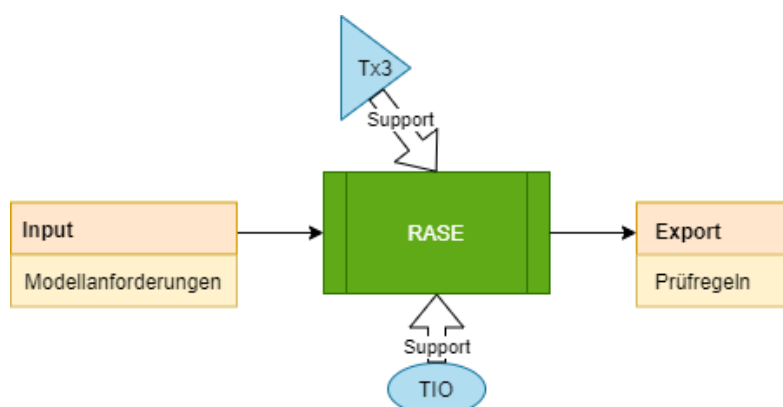 Tx3
Support
Input
RASE
Export
Modellanforderungen
Prüfregeln
Support
TIO